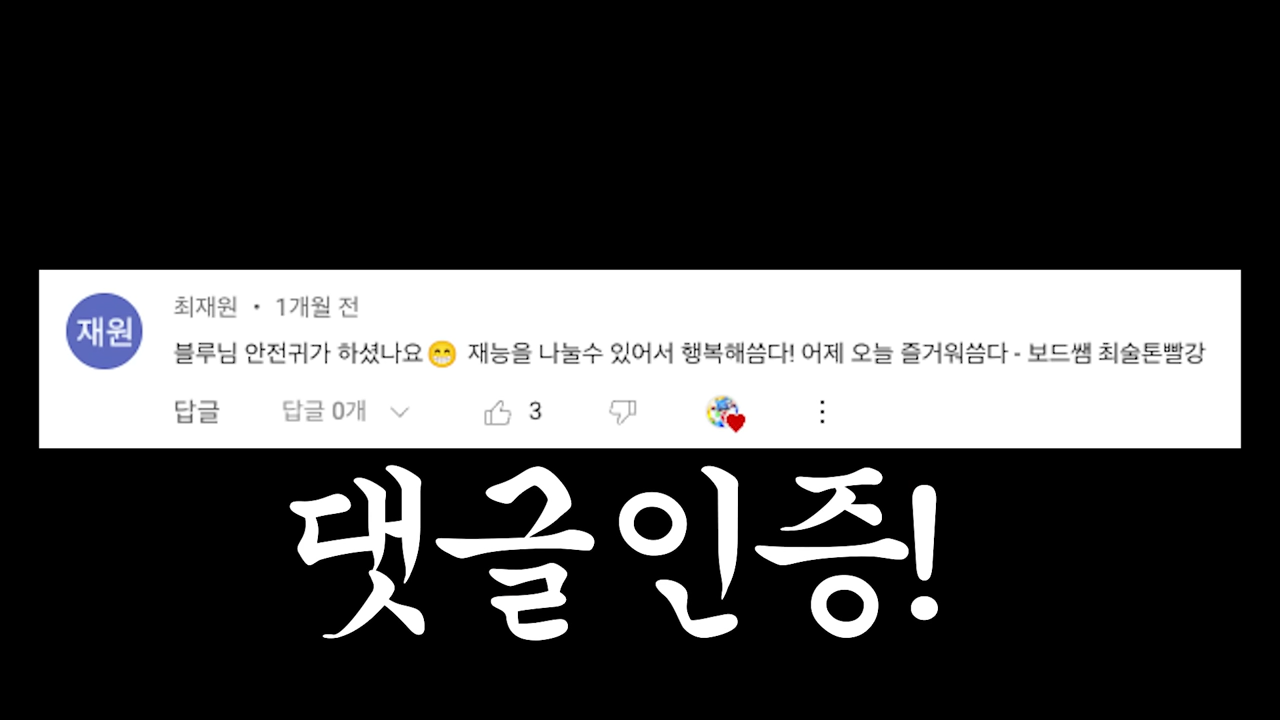 재원
최재원 • 1개월 전
블루님 안전귀가 하셨나요😁 재능을 나눌수 있어서 행복해씀다! 어제 오늘 즐거워씀다 - 보드쌤 최술톤빨강
답글 답글 0개 3
댓글인증!